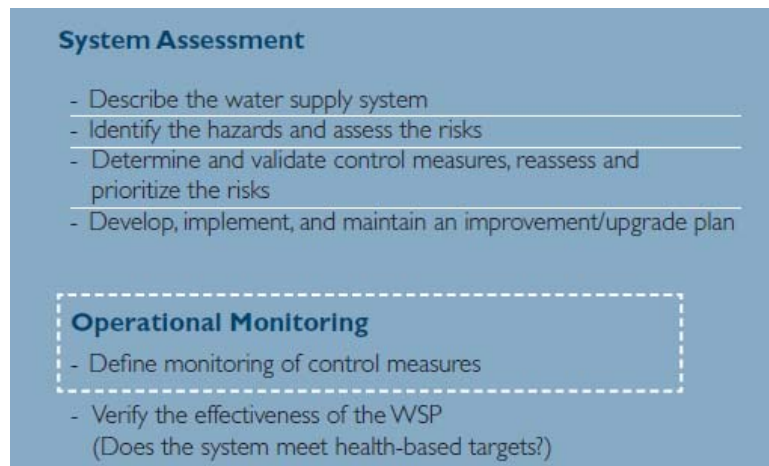 System Assessment
- Describe the water supply system
- Identify the hazards and assess the risks
- Determine and validate control measures, reassess and
prioritize the risks
- Develop, implement, and maintain an improvement/upgrade plan
Operational Monitoring
- Define monitoring of control measures
- Verify the effectiveness of the WSP
(Does the system meet health-based targets?)